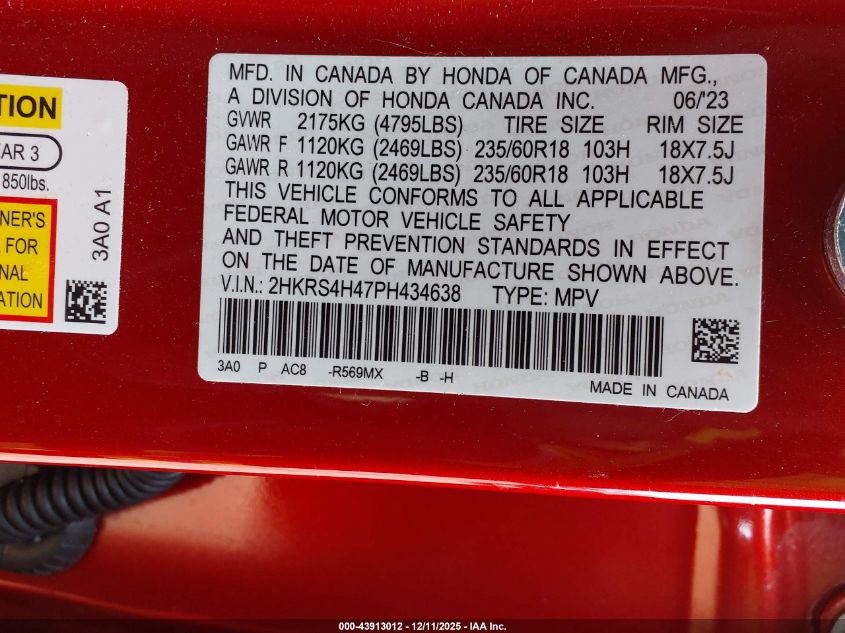 TION
AR 3
850lbs.
NER'S
FOR
NAL
ATION
3A0 A1
MFD. IN CANADA BY HONDA OF CANADA MFG.,
A DIVISION OF HONDA CANADA INC. 06/'23
GVWR 2175KG (4795LBS) TIRE SIZE RIM SIZE
GAWR F 1120KG (2469LBS) 235/60R18 103H 18X7.5J
GAWR R 1120KG (2469LBS) 235/60R18 103H 18X7.5J
THIS VEHICLE CONFORMS TO ALL APPLICABLE
FEDERAL MOTOR VEHICLE SAFETY
AND THEFT PREVENTION STANDARDS IN EFFECT
ON THE DATE OF MANUFACTURE SHOWN ABOVE.
V.I.N.: 2HKRS4H47PH434638 TYPE: MPV
3A0 P AC8 -R569MX -B -H
MADE IN CANADA
000-43913012 - 12/11/2025 - IAA Inc.